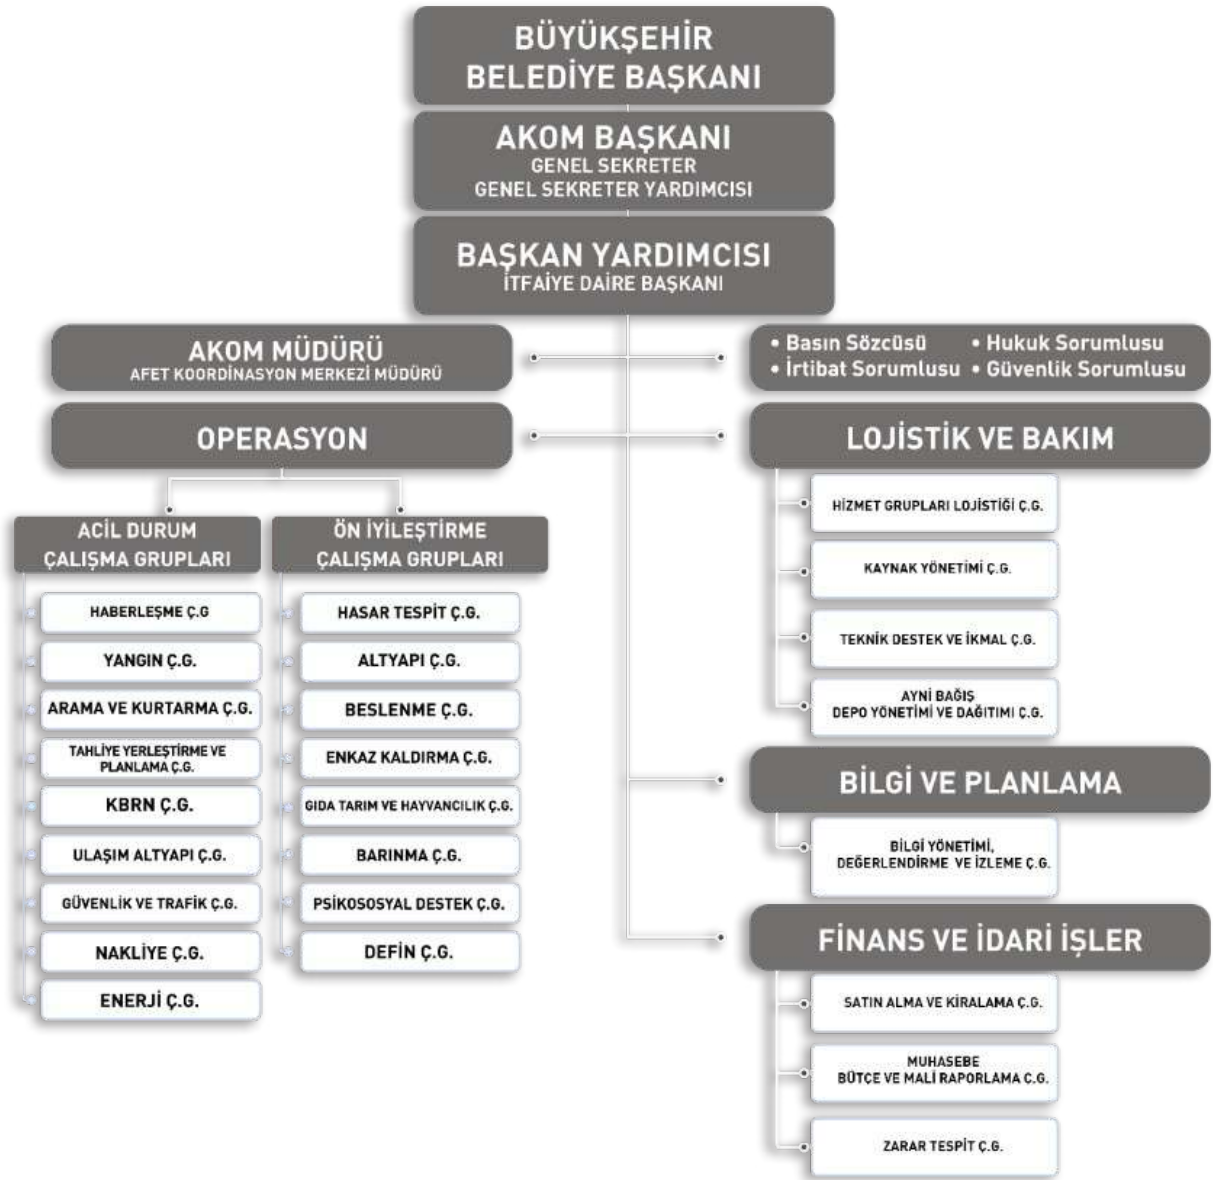 BÜYÜKŞEHİR
BELEDİYE BAŞKANI
AKOM BAŞKANI
GENEL SEKRETER
GENEL SEKRETER YARDIMCISI
BAŞKAN YARDIMCISI
İTFAİYE DAİRE BAŞKANI
AKOM MÜDÜRÜ
AFET KOORDİNASYON MERKEZİ MÜDÜRÜ
• Basın Sözcüsü • Hukuk Sorumlusu
• İrtibat Sorumlusu • Güvenlik Sorumlusu
OPERASYON
ACİL DURUM
ÇALIŞMA GRUPLARI
HABERLEŞME Ç.G
YANGIN Ç.G.
ARAMA VE KURTARMA Ç.G.
TAHLİYE YERLEŞTİRME VE
PLANLAMA Ç.G.
KBRN Ç.G.
ULAŞIM ALTYAPI Ç.G.
GÜVENLİK VE TRAFİK Ç.G.
NAKLİYE Ç.G.
ENERJİ Ç.G.
ÖN İYİLEŞTİRME
ÇALIŞMA GRUPLARI
HASAR TESPİT Ç.G.
ALTYAPI Ç.G.
BESLENME Ç.G.
ENKAZ KALDIRMA Ç.G.
GIDA TARIM VE HAYVANCILIK Ç.G.
BARINMA Ç.G.
PSİKOSOSYAL DESTEK Ç.G.
DEFİN Ç.G.
LOJİSTİK VE BAKIM
HİZMET GRUPLARI LOJİSTİĞİ Ç.G.
KAYNAK YÖNETİMİ Ç.G.
TEKNİK DESTEK VE İKMAL Ç.G.
AYNİ BAĞIŞ
DEPO YÖNETİMİ VE DAĞITIMI Ç.G.
BİLGİ VE PLANLAMA
BİLGİ YÖNETİMİ,
DEĞERLENDİRME VE İZLEME Ç.G.
FİNANS VE İDARİ İŞLER
SATIN ALMA VE KİRALAMA Ç.G.
MUHASEBE
BÜTÇE VE MALİ RAPORLAMA Ç.G.
ZARAR TESPİT Ç.G.